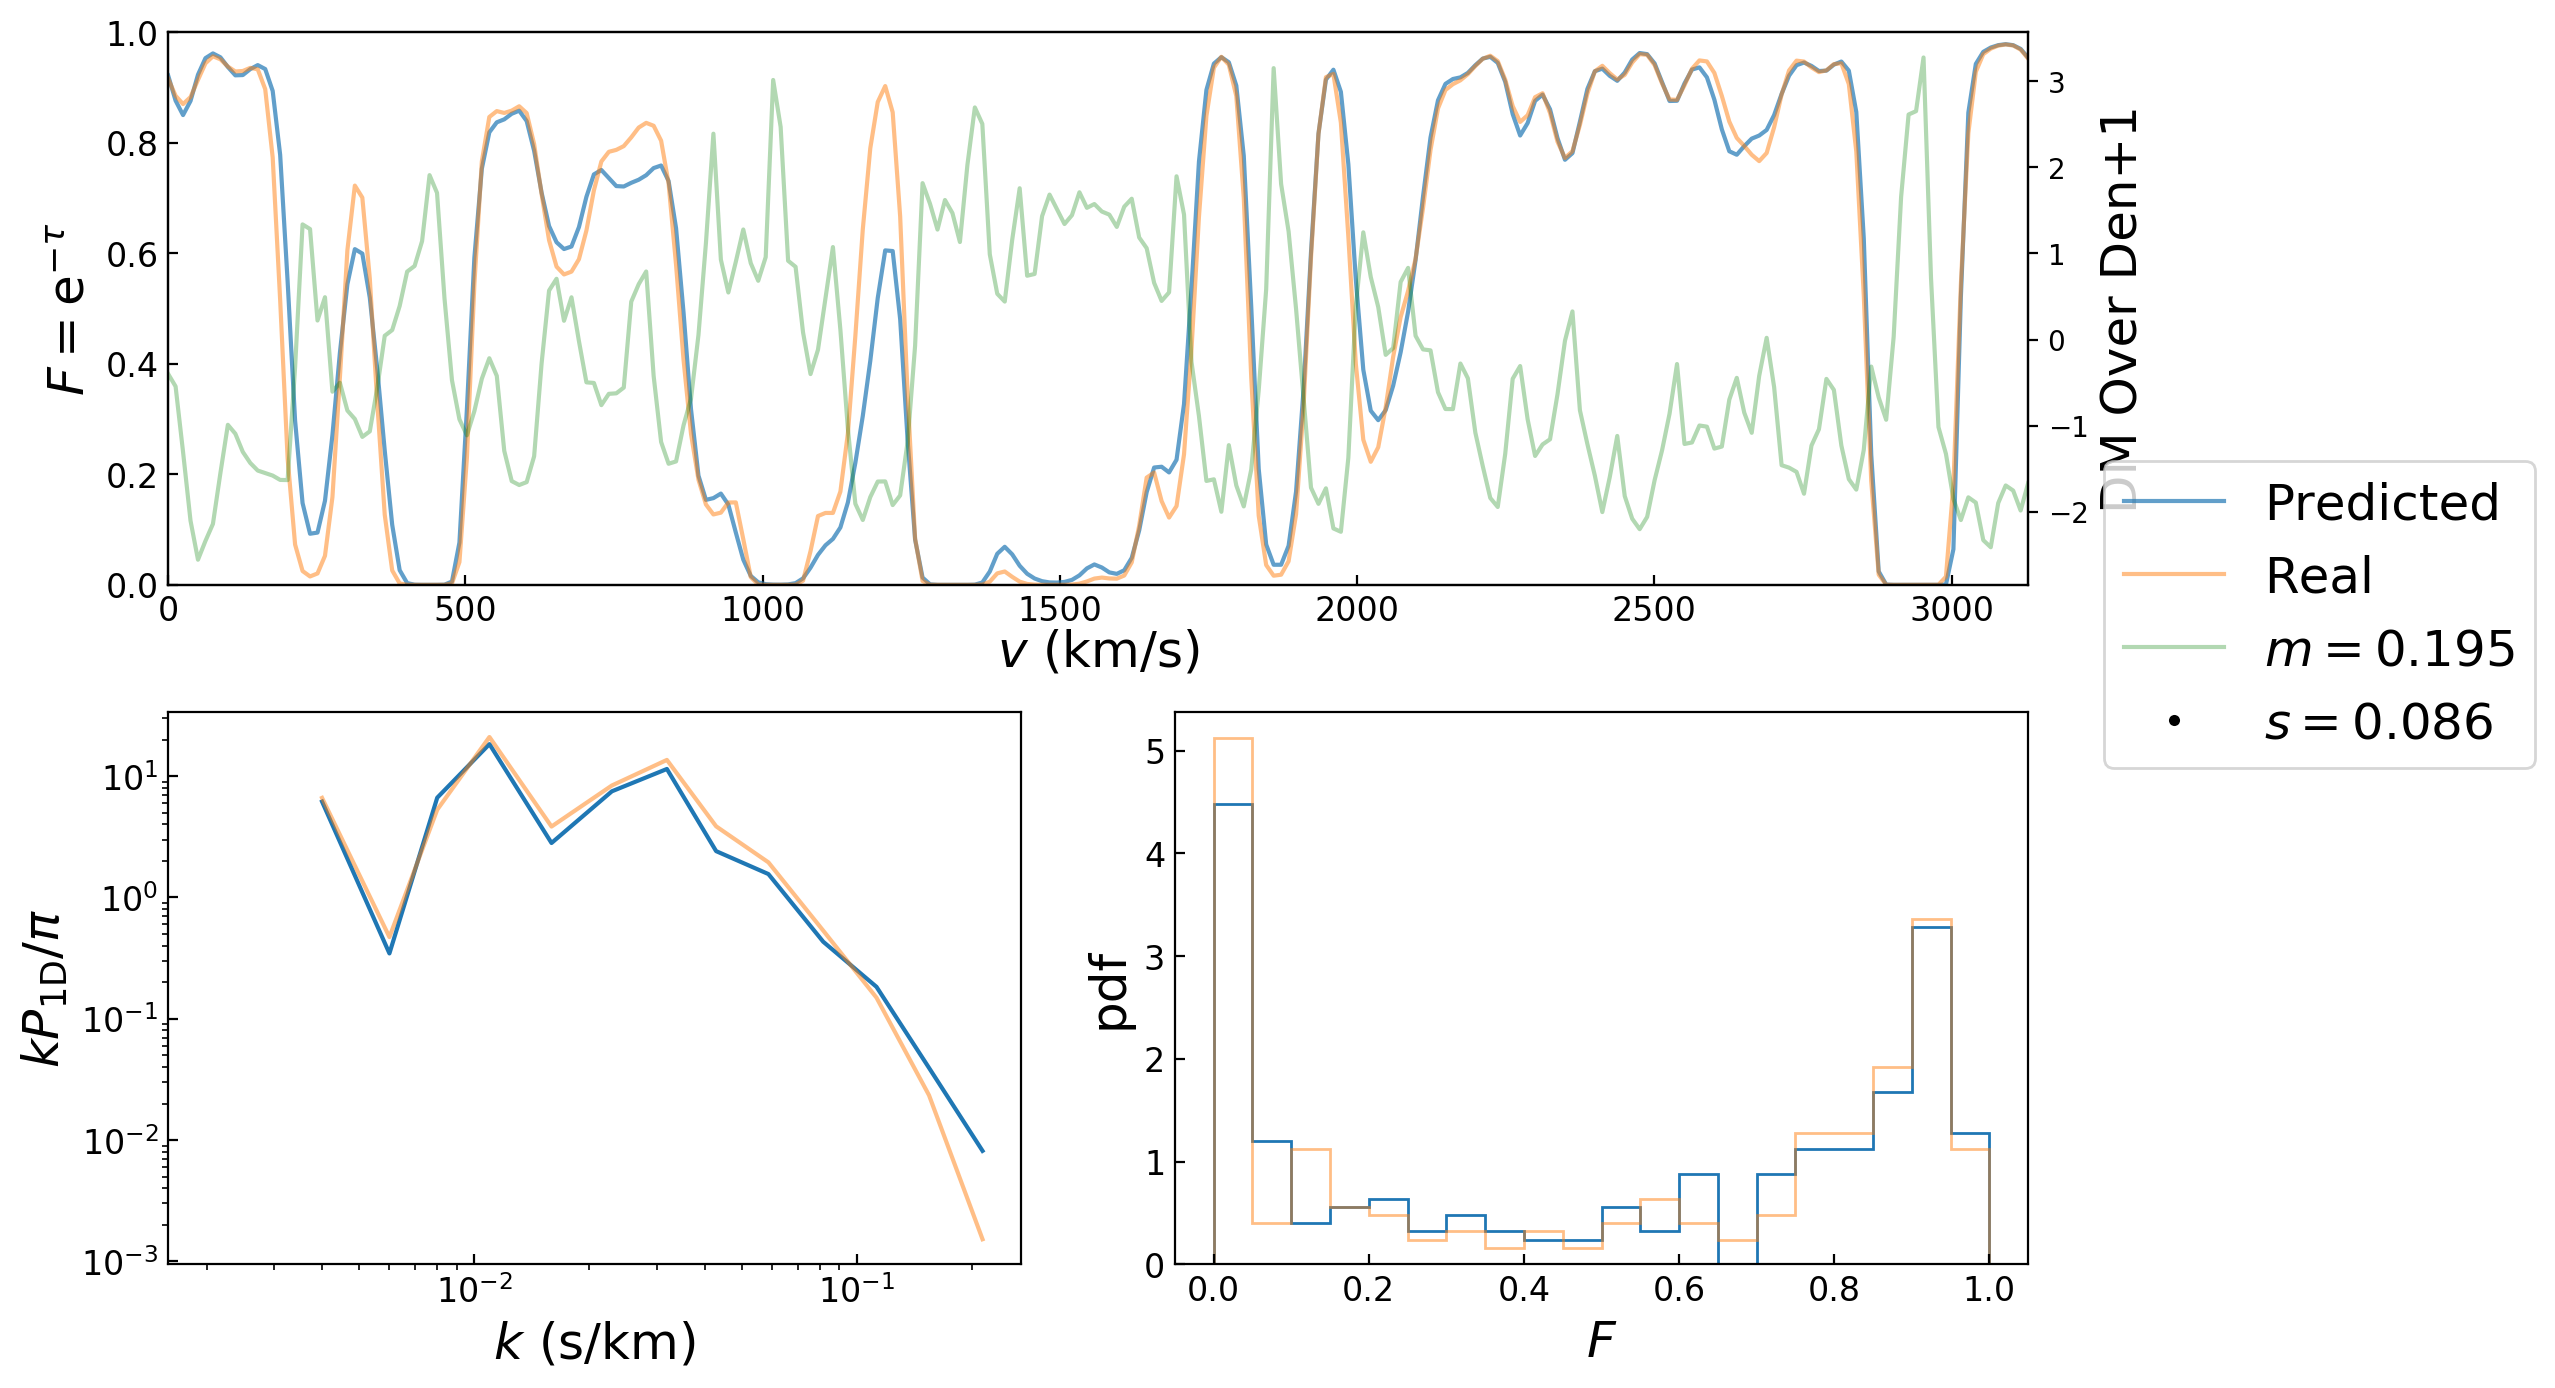 1.0
0.8
0.6
0.4
0.2
0.0
F = e^{-τ}
3
2
1
0
−1
−2
DM Over Den+1
0 500 1000 1500 2000 2500 3000
v (km/s)
Predicted
Real
m = 0.195
s = 0.086
10^1
10^0
10^{-1}
10^{-2}
10^{-3}
kP_{1D}/π
10^{-2} 10^{-1}
k (s/km)
5
4
3
2
1
0
pdf
0.0 0.2 0.4 0.6 0.8 1.0
F